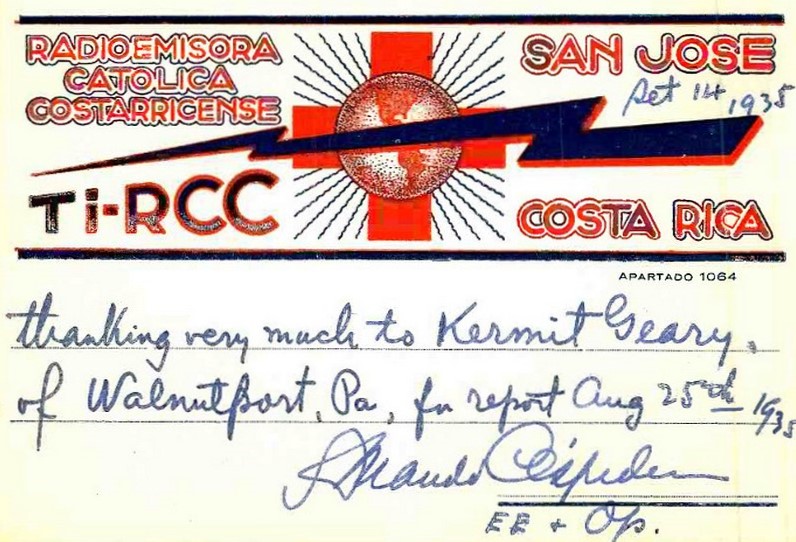 RADIOEMISORA
CATOLICA
COSTARRICENSE
SAN JOSE
Set 14 1935
Ti-RCC
COSTA RICA
APARTADO 1064
thanking very much to Kermit Geary,
of Walnutport, Pa, for report Aug 25th 1935
Céspedes
EE + Op.